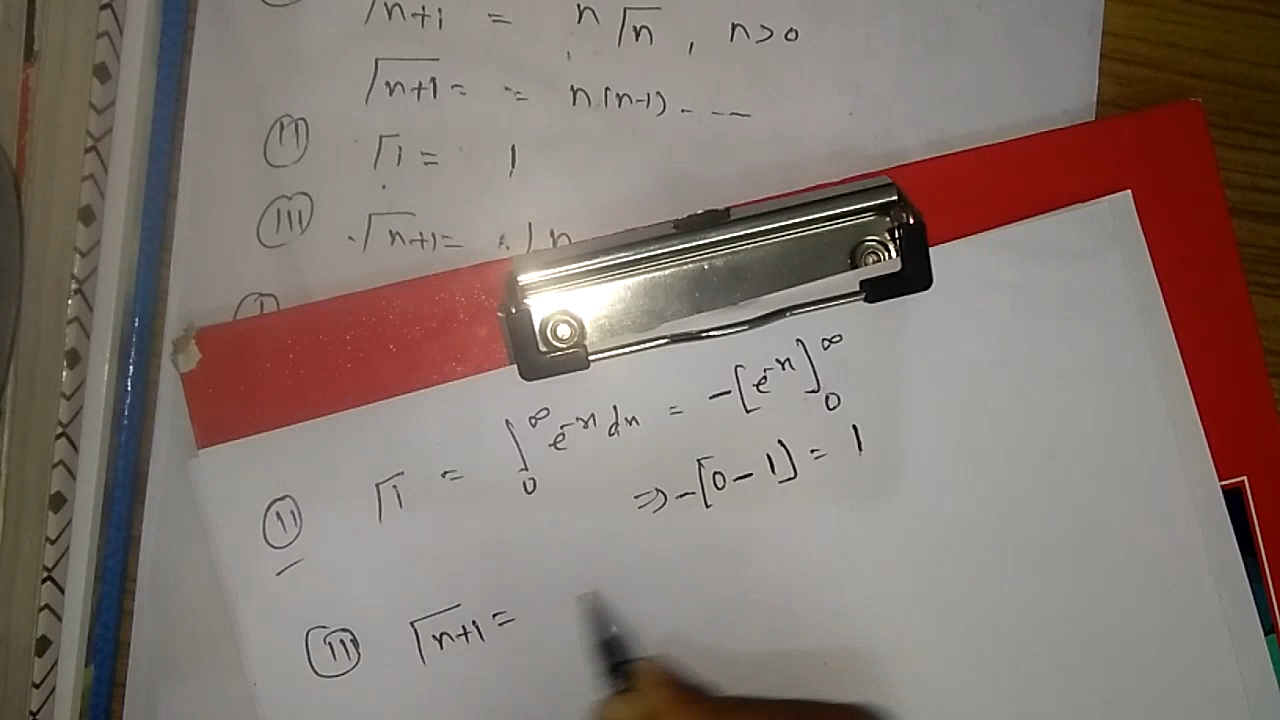 Γn+1 = n Γn , n>0
Γn+1 = = n(n-1) - - -
(II) Γ1 = 1
(III) Γn+1 =
(I)
(II) Γ1 = ∫₀^∞ e^-x dx = -[e^-x]₀^∞
⇒ -[0-1] = 1
(III) Γn+1 =